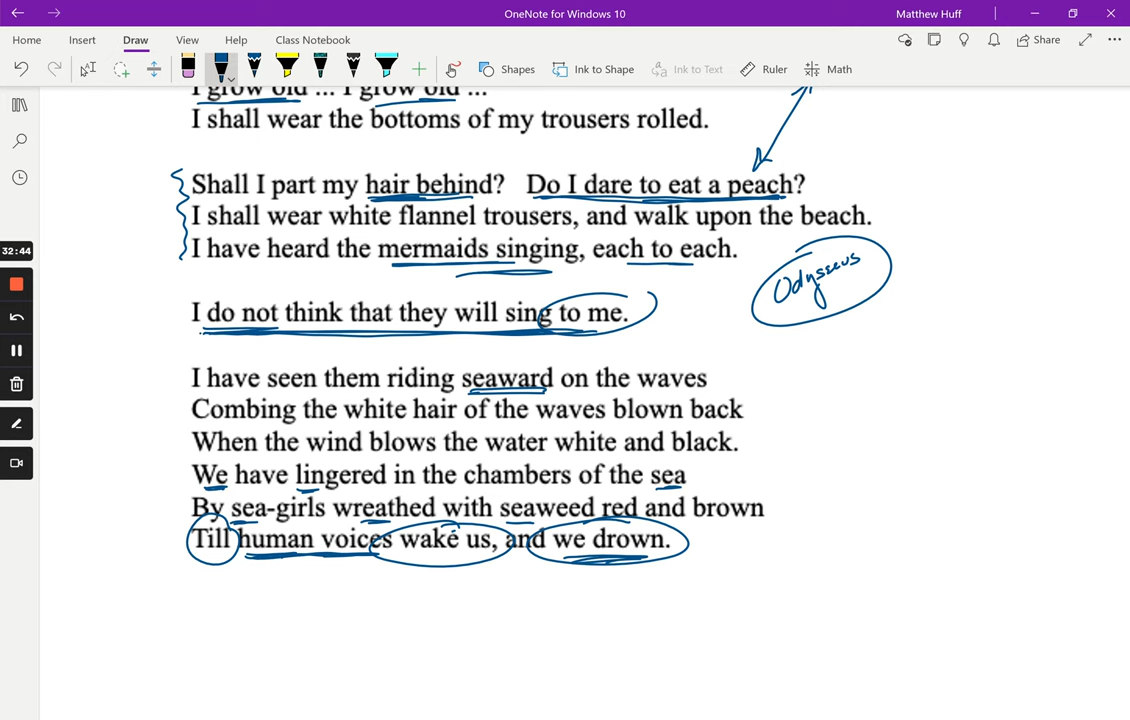 OneNote for Windows 10
Matthew Huff
Home Insert Draw View Help Class Notebook
Share
Shapes Ink to Shape Ink to Text Ruler Math
I grow old ... I grow old ...
I shall wear the bottoms of my trousers rolled.
Shall I part my hair behind? Do I dare to eat a peach?
I shall wear white flannel trousers, and walk upon the beach.
I have heard the mermaids singing, each to each.
Odysseus
32:44
I do not think that they will sing to me.
I have seen them riding seaward on the waves
Combing the white hair of the waves blown back
When the wind blows the water white and black.
We have lingered in the chambers of the sea
By sea-girls wreathed with seaweed red and brown
Till human voices wake us, and we drown.